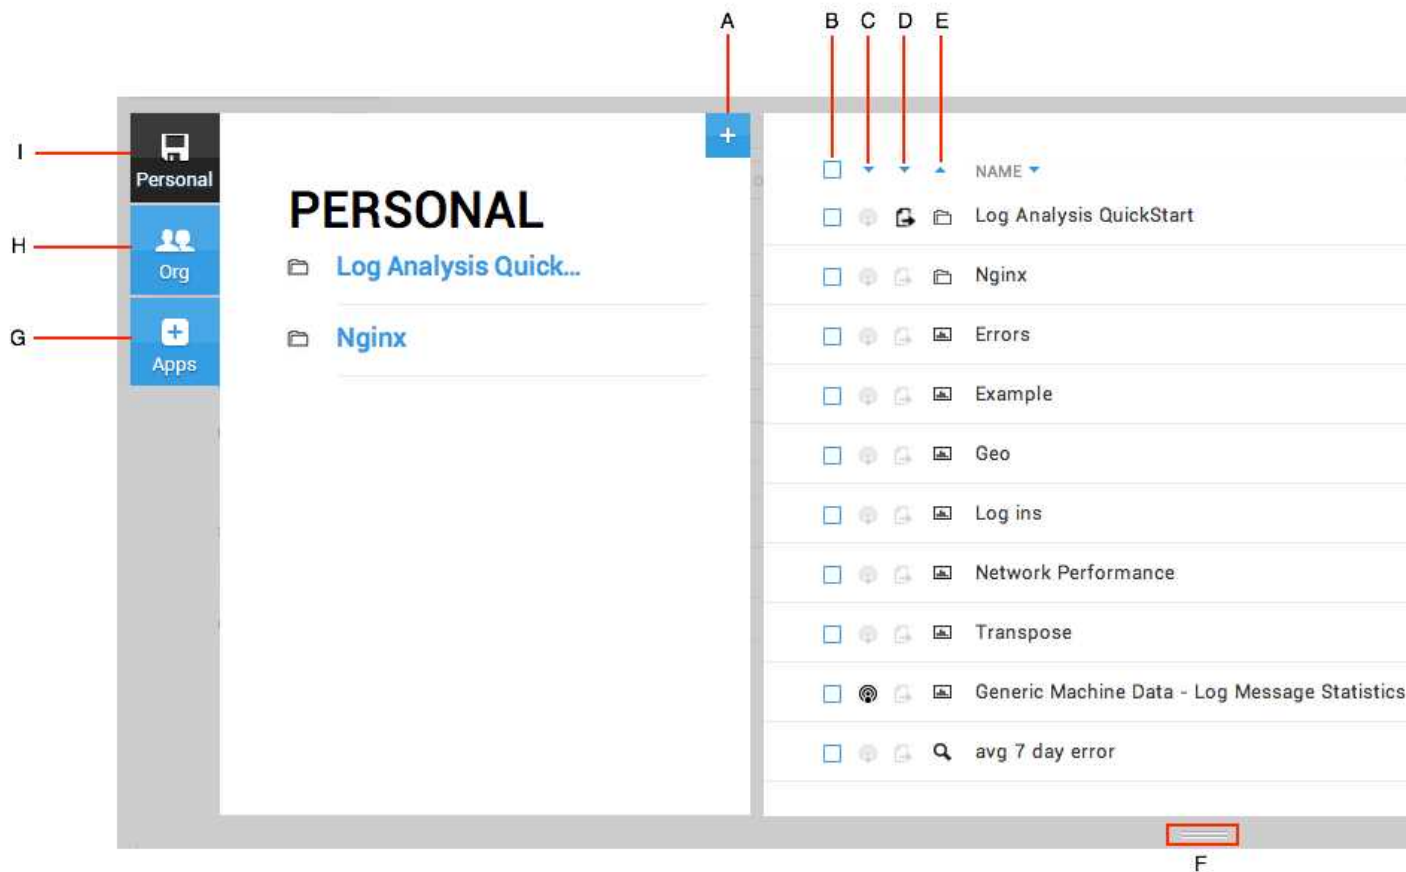 A
B C D E
I
Personal
H
Org
G
Apps
PERSONAL
Log Analysis Quick...
Nginx
NAME
Log Analysis QuickStart
Nginx
Errors
Example
Geo
Log ins
Network Performance
Transpose
Generic Machine Data - Log Message Statistics
avg 7 day error
F